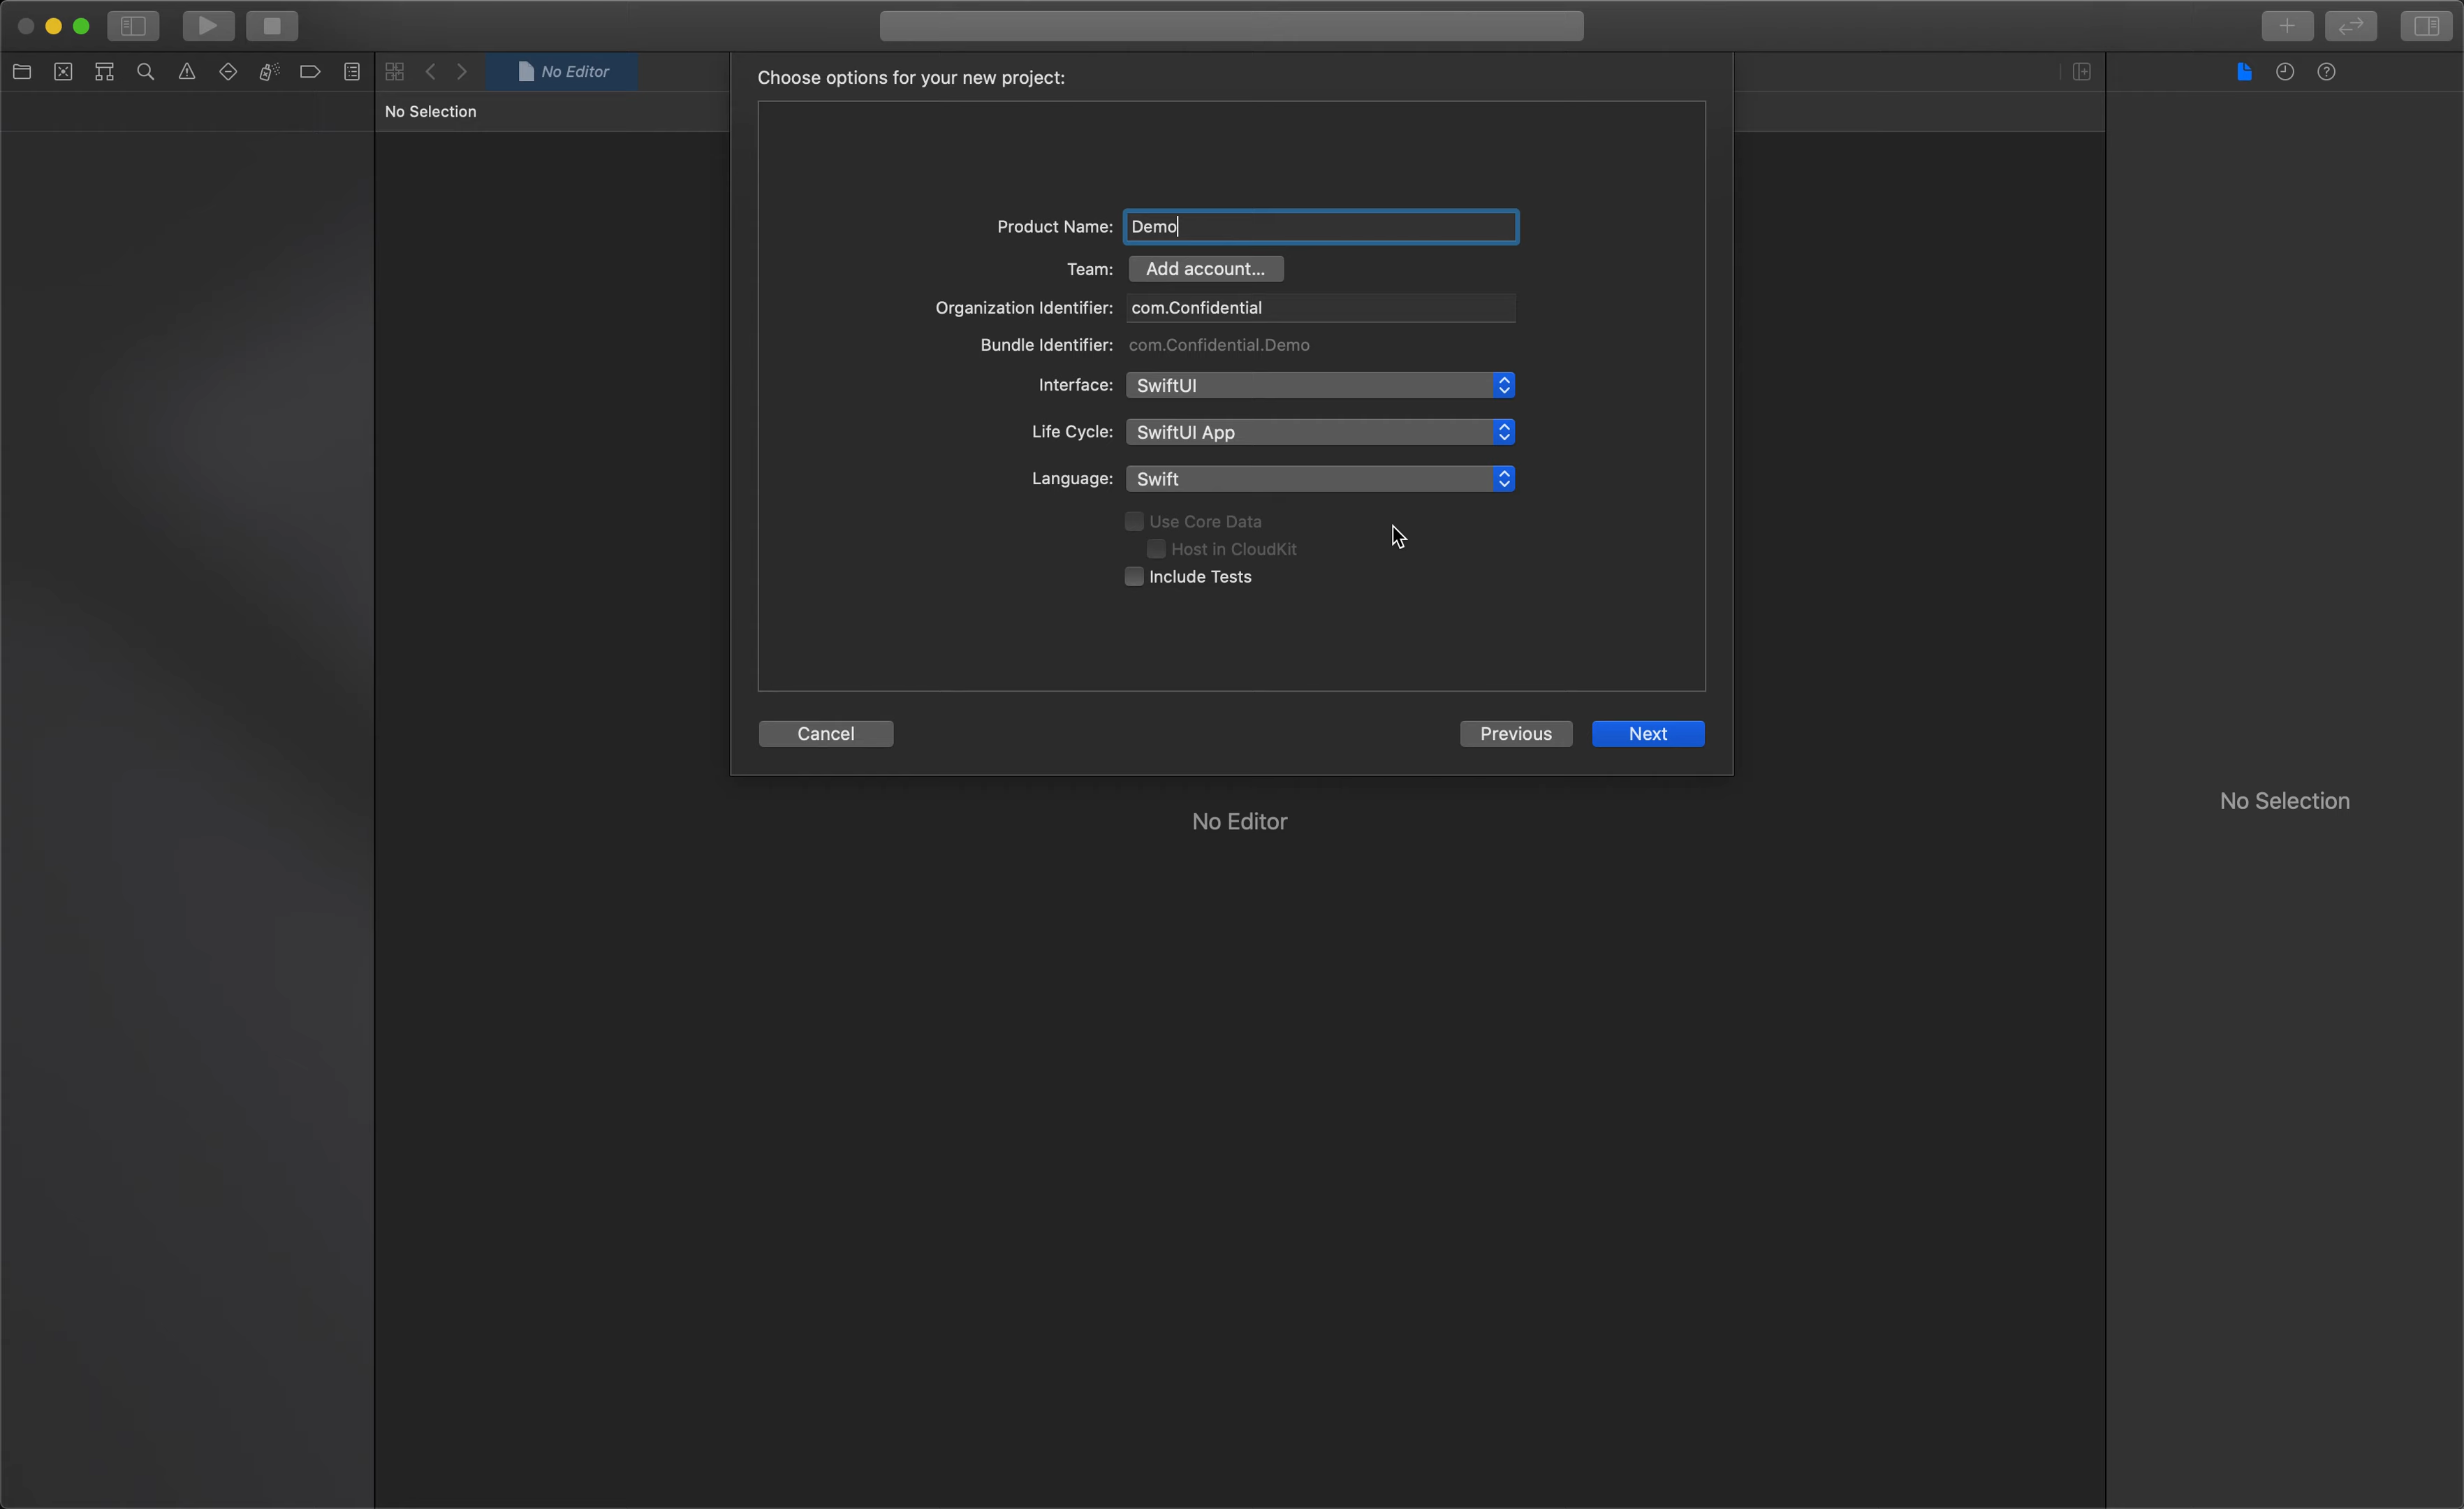 No Editor
No Selection
Choose options for your new project:
Product Name: Demo
Team: Add account...
Organization Identifier: com.Confidential
Bundle Identifier: com.Confidential.Demo
Interface: SwiftUI
Life Cycle: SwiftUI App
Language: Swift
Use Core Data
Host in CloudKit
Include Tests
Cancel Previous Next
No Editor
No Selection